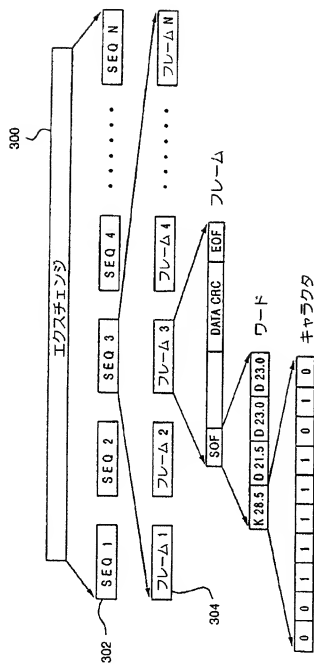 300
エクスチェンジ
302
SEQ 1 SEQ 2 SEQ 3 SEQ 4 ・・・・・・・ SEQ N
フレーム 1 フレーム 2 フレーム 3 フレーム 4 ・・・・・・・ フレーム N
304
フレーム
SOF DATA CRC EOF
ワード
K 28.5 D 21.5 D 23.0 D 23.0
キャラクタ
0 0 1 1 1 1 1 0 1 0